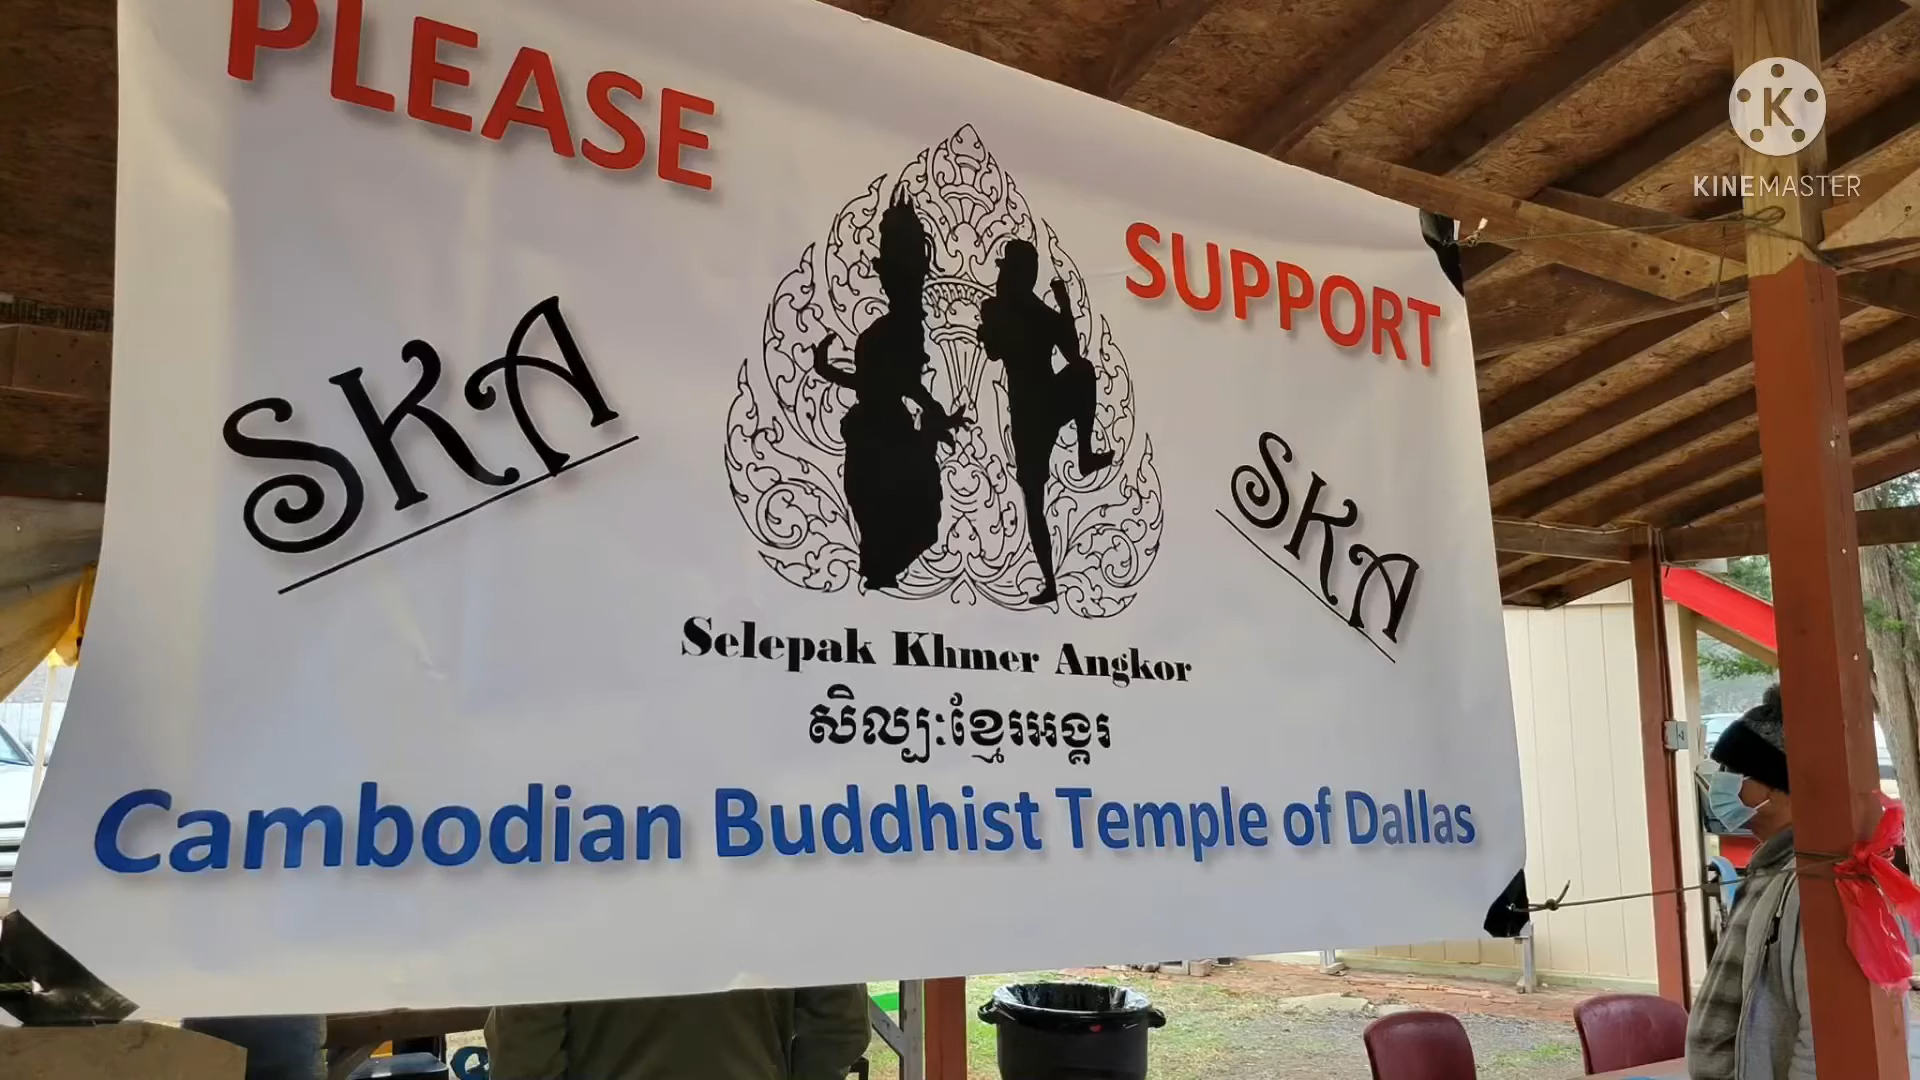 PLEASE
SUPPORT
SKA
SKA
Selepak Khmer Angkor
សិល្បៈខ្មែរអង្គរ
Cambodian Buddhist Temple of Dallas
K
KINEMASTER